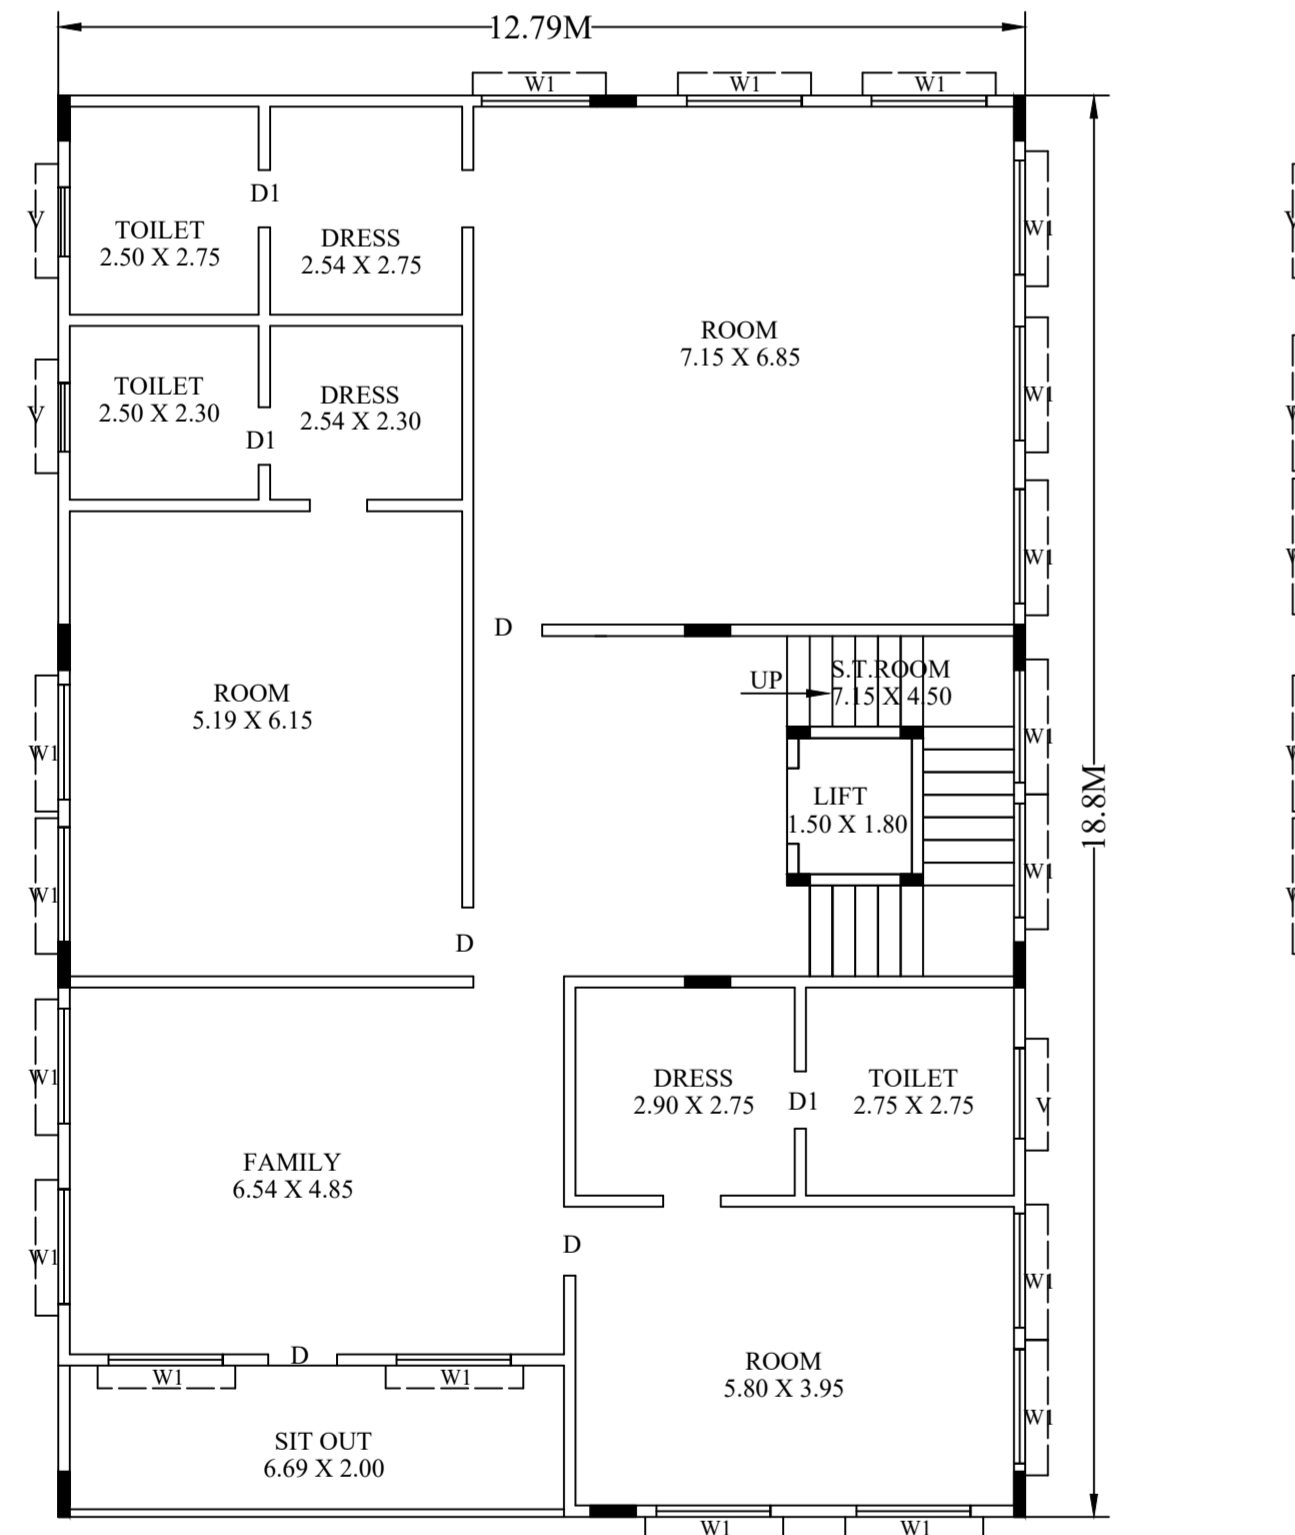 12.79M
W1
W1
W1
D1
V
W1
TOILET
2.50 X 2.75
DRESS
2.54 X 2.75
ROOM
7.15 X 6.85
TOILET
2.50 X 2.30
DRESS
2.54 X 2.30
V
W1
D1
W1
D
ROOM
5.19 X 6.15
UP
S.T.ROOM
7.15 X 4.50
W1
W1
LIFT
1.50 X 1.80
18.8M
W1
W1
D
W1
DRESS
2.90 X 2.75
D1
TOILET
2.75 X 2.75
V
FAMILY
6.54 X 4.85
D
W1
W1
D
W1
W1
ROOM
5.80 X 3.95
W1
SIT OUT
6.69 X 2.00
W1
W1